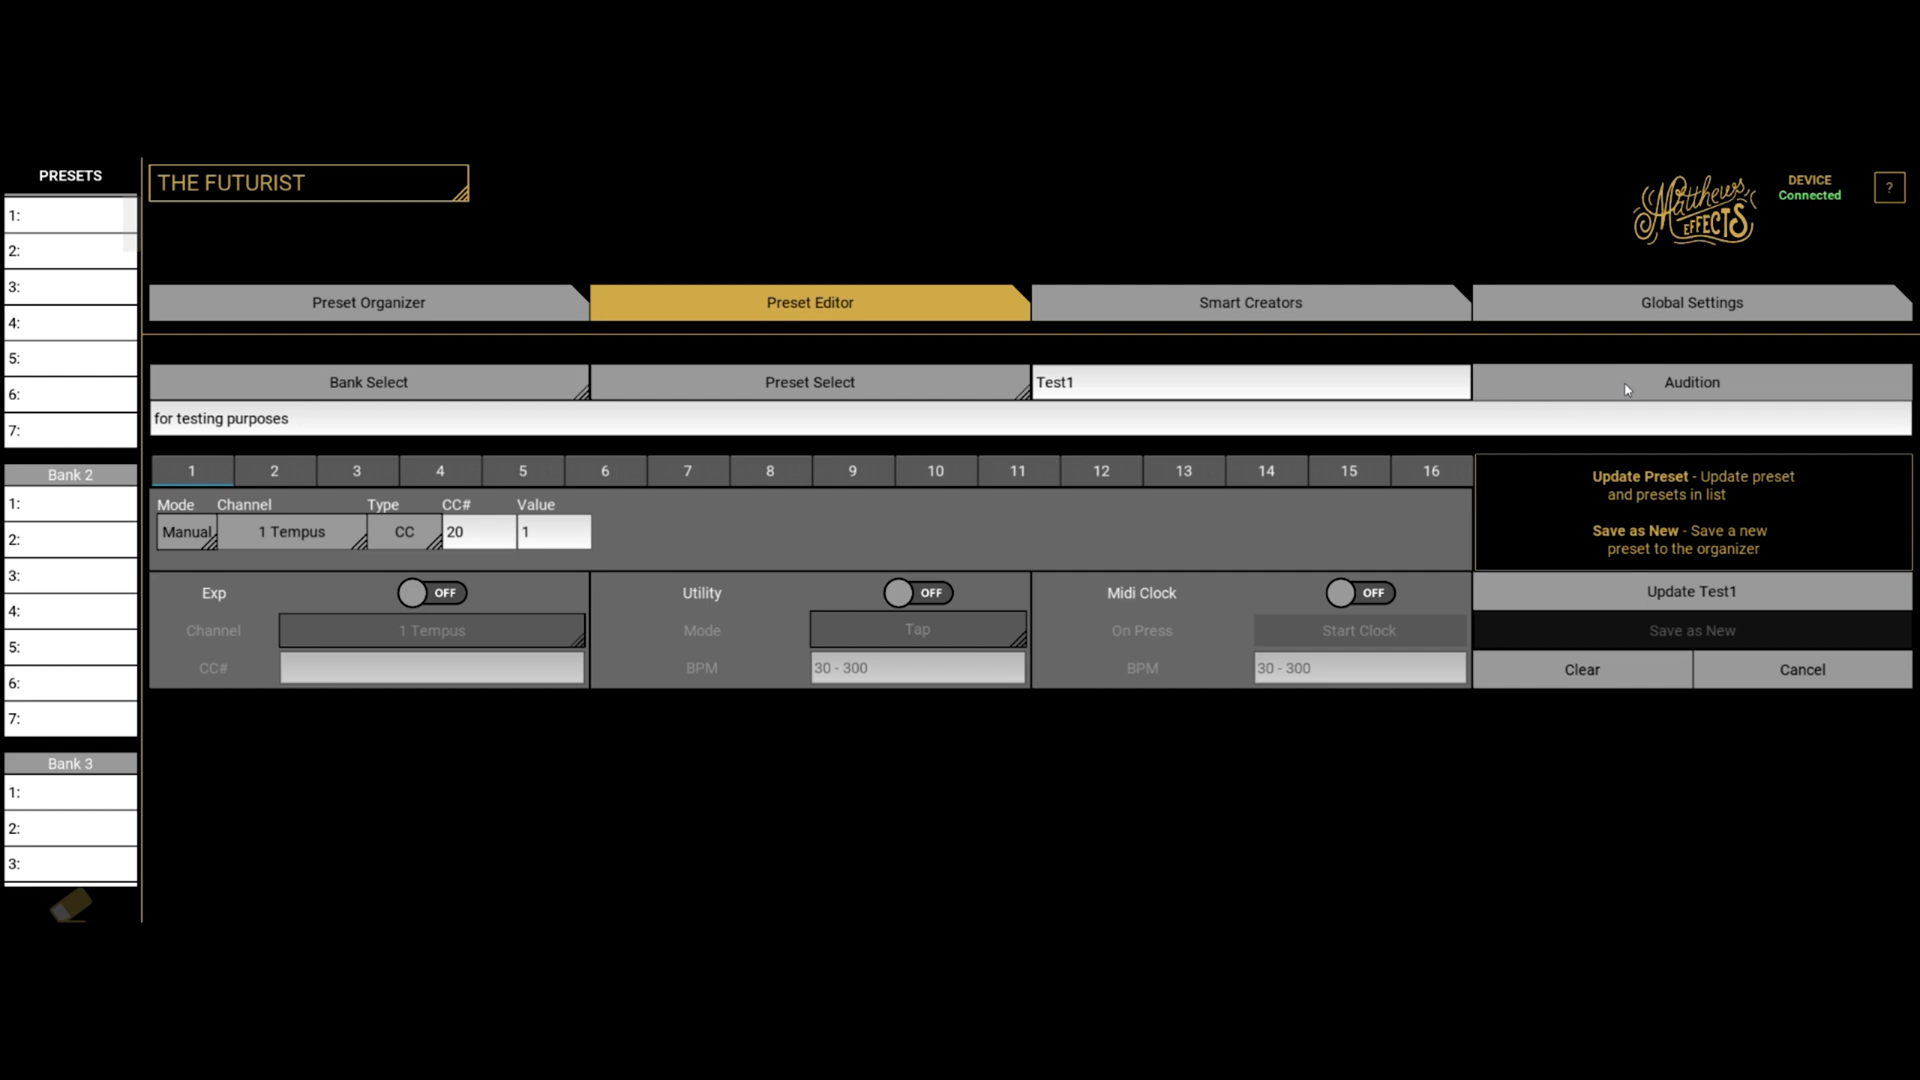 PRESETS
1:
2:
3:
4:
5:
6:
7:
Bank 2
1:
2:
3:
4:
5:
6:
7:
Bank 3
1:
2:
3:
THE FUTURIST
Matthews
EFFECTS
DEVICE
Connected
?
Preset Organizer
Preset Editor
Smart Creators
Global Settings
Bank Select
Preset Select
Test1
Audition
for testing purposes
1 2 3 4 5 6 7 8 9 10 11 12 13 14 15 16
Mode Channel Type CC# Value
Manual 1 Tempus CC 20 1
Update Preset - Update preset
and presets in list
Save as New - Save a new
preset to the organizer
Exp OFF
Channel 1 Tempus
CC#
Utility OFF
Mode Tap
BPM 30 - 300
Midi Clock OFF
On Press Start Clock
BPM 30 - 300
Update Test1
Save as New
Clear Cancel